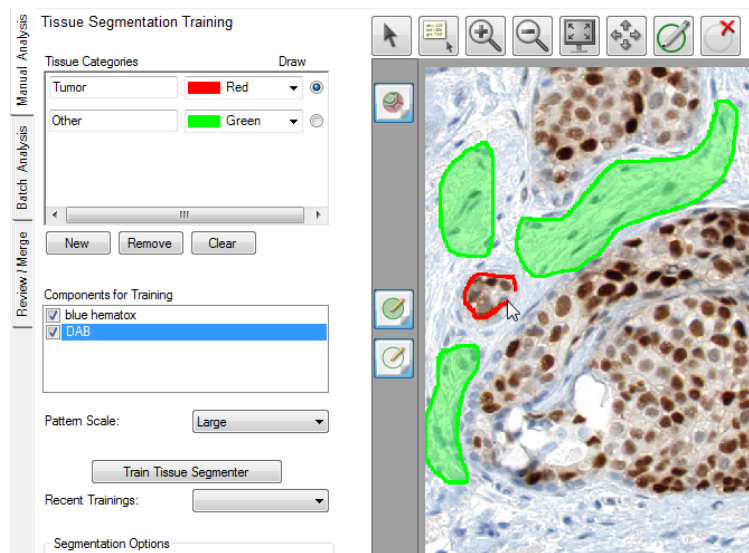 Manual Analysis
Batch Analysis
Review / Merge
Tissue Segmentation Training
Tissue Categories Draw
Tumor Red
Other Green
New Remove Clear
Components for Training
blue hematox
DAB
Pattern Scale: Large
Train Tissue Segmenter
Recent Trainings:
Segmentation Options